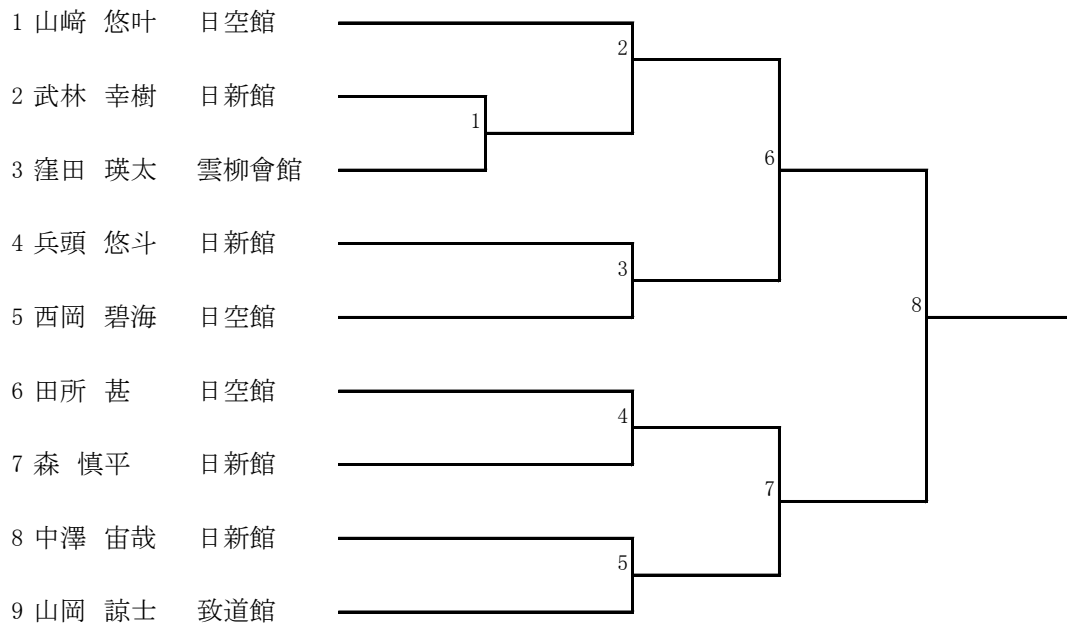 1 山﨑 悠叶 日空館
2
2 武林 幸樹 日新館
1
3 窪田 瑛太 雲柳會館
6
4 兵頭 悠斗 日新館
3
5 西岡 碧海 日空館
8
6 田所 甚 日空館
4
7 森 慎平 日新館
7
8 中澤 宙哉 日新館
5
9 山岡 諒士 致道館